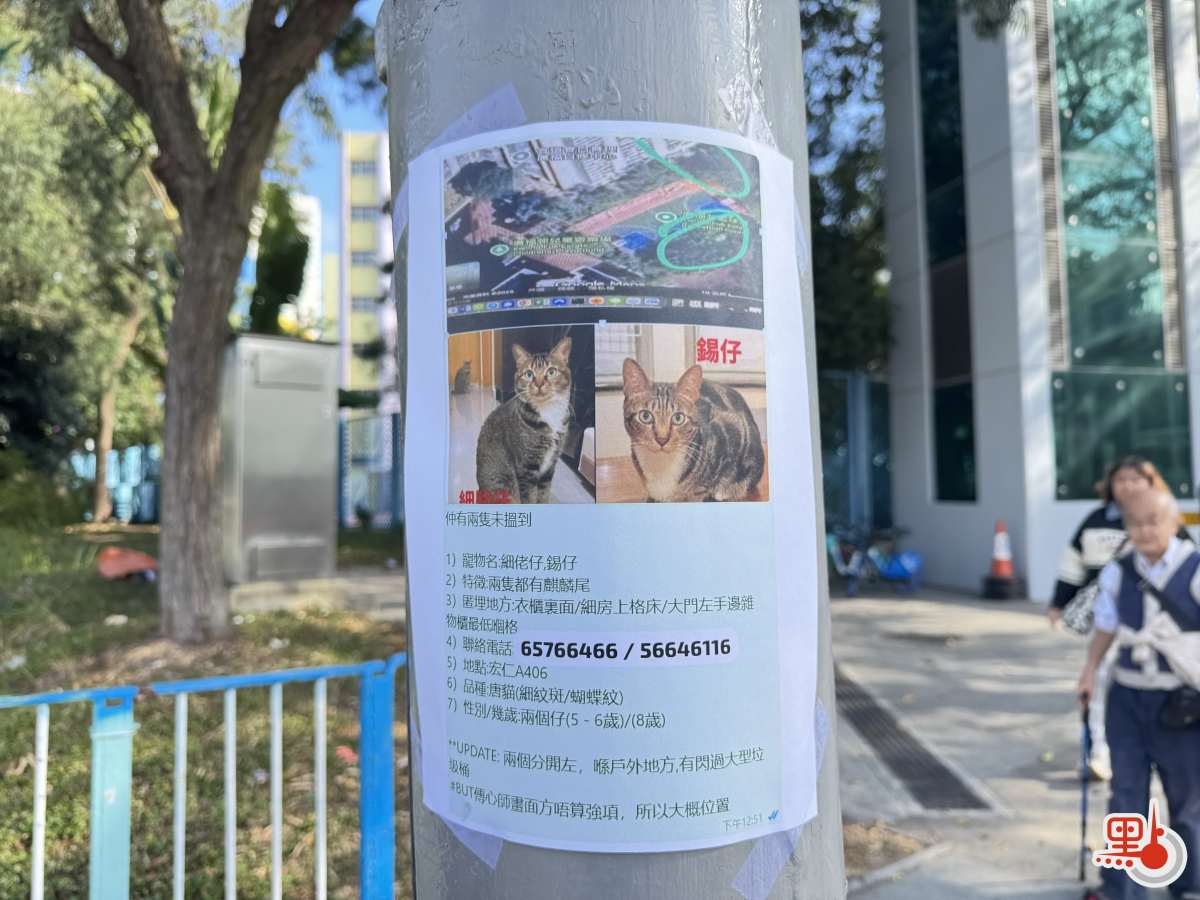 Google Maps
錫仔
仲有兩隻未搵到
1) 寵物名:細佬仔,錫仔
2) 特徵:兩隻都有麒麟尾
3) 匿埋地方:衣櫃裏面/細房上格床/大門左手邊雜
物櫃最低嗰格
4) 聯絡電話: 65766466 / 56646116
5) 地點:宏仁A406
6) 品種:唐貓(細紋斑/蝴蝶紋)
7) 性別/幾歲:兩個仔(5 - 6歲)/(8歲)
**UPDATE: 兩個分開左，喺戶外地方,有閃過大型垃
圾桶
#BUT傳心師畫面方唔算強項，所以大概位置
下午12:51
點